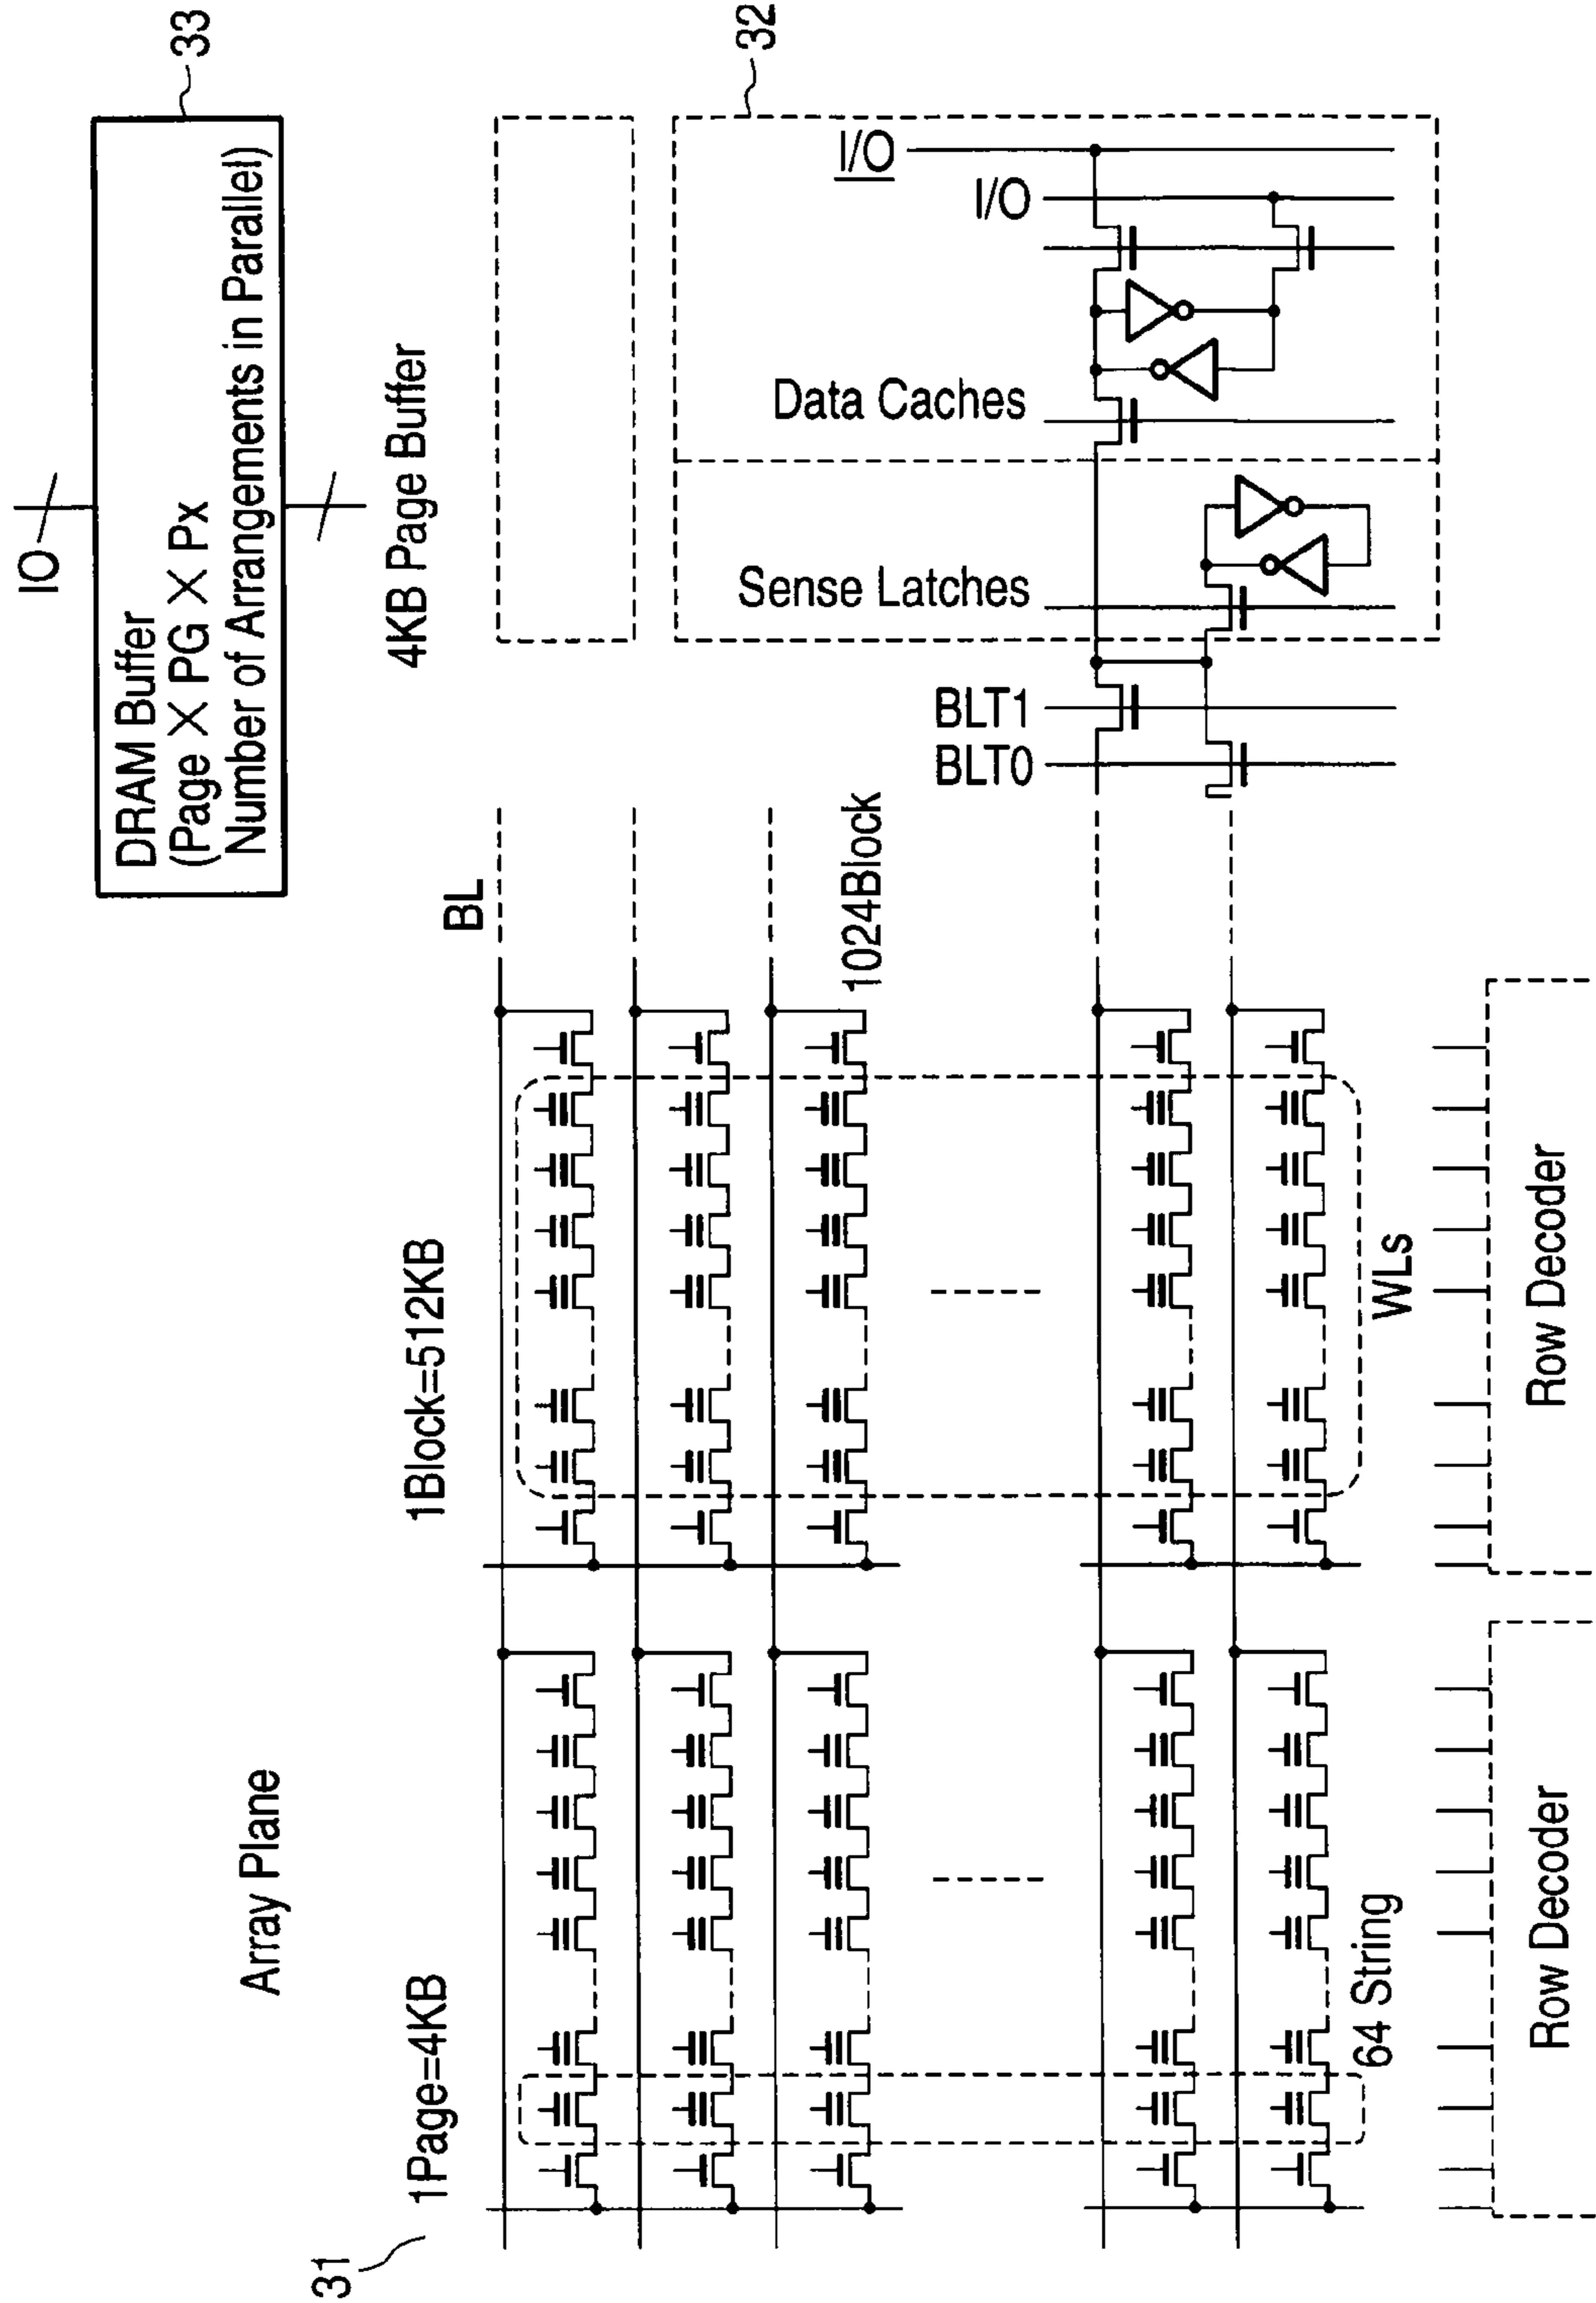 IO
DRAM Buffer
(Page × PG × Px
Number of Arrangements in Parallel)
33
4KB Page Buffer
Array Plane
31
1Page=4KB
1Block=512KB
BL
1024Block
32
I/O
I/O
Data Caches
Sense Latches
BLT1
BLT0
64 String
WLs
Row Decoder
Row Decoder